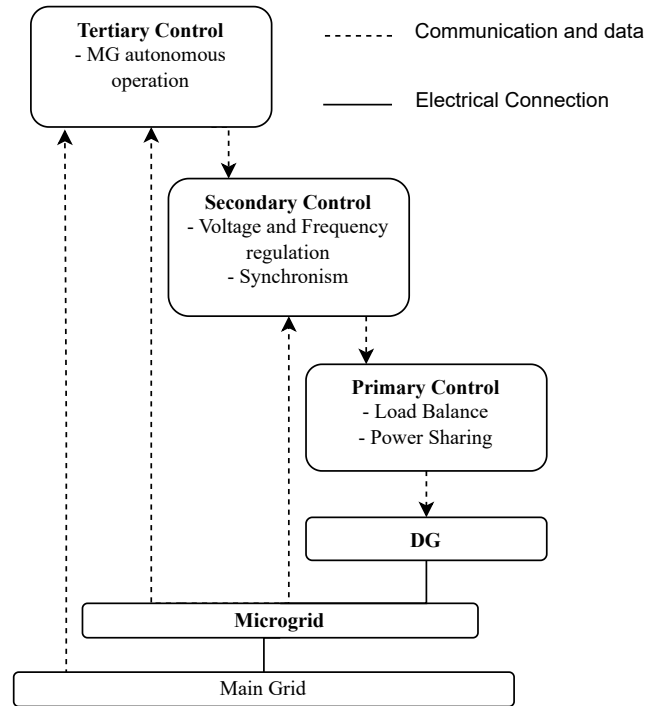 Tertiary Control
- MG autonomous
operation
Communication and data
Electrical Connection
Secondary Control
- Voltage and Frequency
regulation
- Synchronism
Primary Control
- Load Balance
- Power Sharing
DG
Microgrid
Main Grid